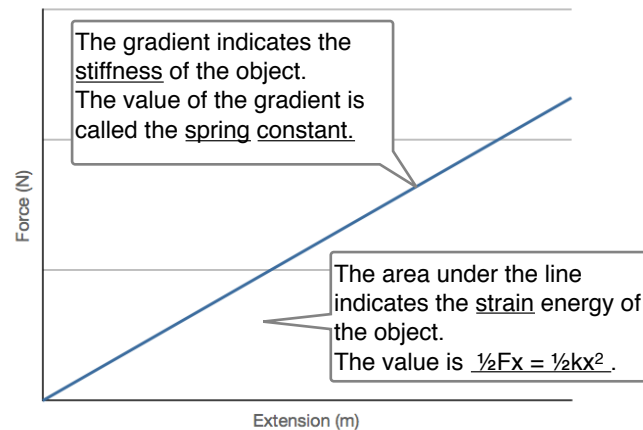 The gradient indicates the
stiffness of the object.
The value of the gradient is
called the spring constant.
Force (N)
The area under the line
indicates the strain energy of
the object.
The value is ½Fx = ½kx² .
Extension (m)